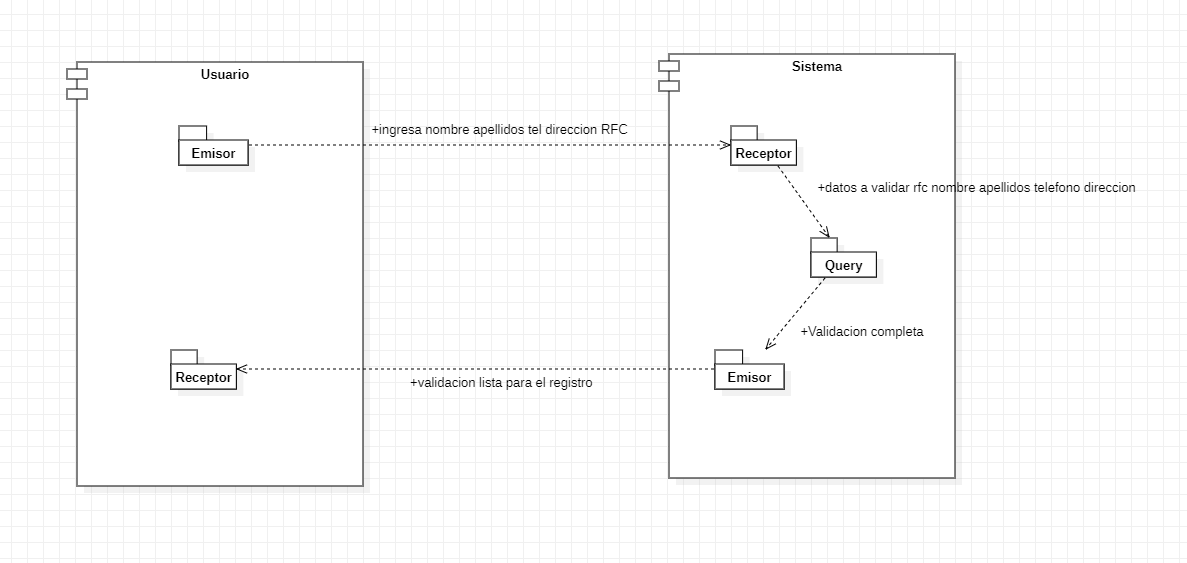 Usuario
Sistema
+ingresa nombre apellidos tel direccion RFC
Emisor
Receptor
+datos a validar rfc nombre apellidos telefono direccion
Query
+Validacion completa
Receptor
+validacion lista para el registro
Emisor